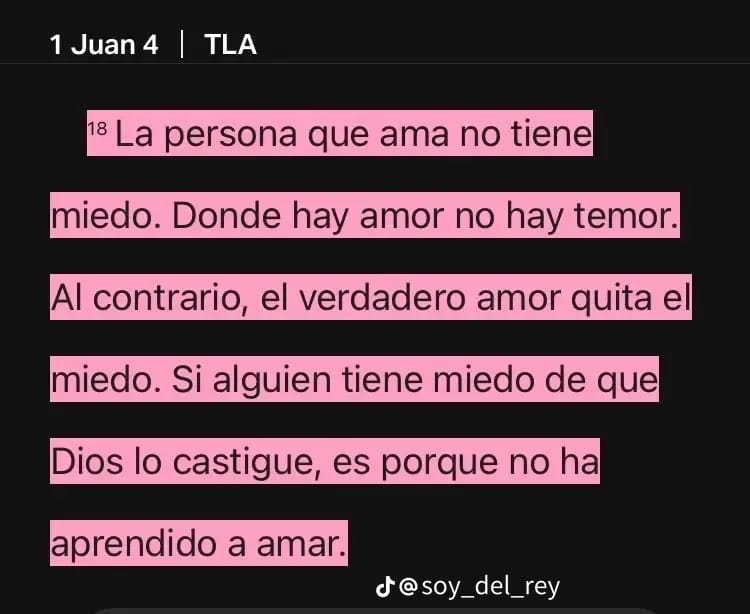 1 Juan 4 | TLA
18 La persona que ama no tiene
miedo. Donde hay amor no hay temor.
Al contrario, el verdadero amor quita el
miedo. Si alguien tiene miedo de que
Dios lo castigue, es porque no ha
aprendido a amar.
@soy_del_rey